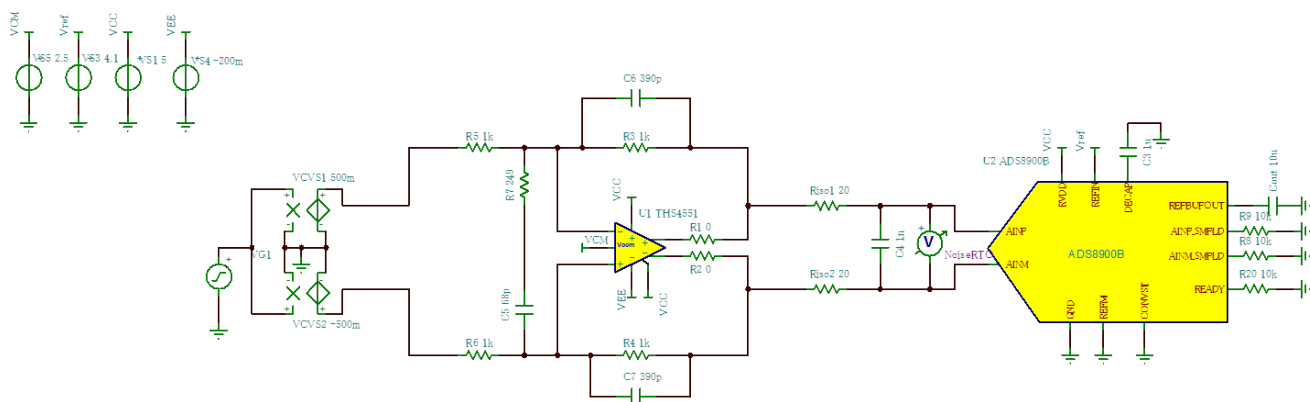 VCM
Vref
VCC
VEE
VS5 2.5
VS3 4.1
VS1 5
VS4 -200m
C6 390p
R5 1k
R3 1k
R7 249
VCC
VCVS1 500m
U1 THS4551
Riso1 20
VCM
Vocm
R1 0
R2 0
VG1
VEE
VCC
C5 68p
VCVS2 -500m
Riso2 20
R6 1k
R4 1k
C7 390p
C4 1n
V
U2 ADS8900B
VCC
Vref
C3 1u
RVDD
REFIN
DECAP
REFBUFOUT
Cout 10u
AINP
AINP_SMPLD
R9 10k
AINM_SMPLD
R8 10k
ADS8900B
AINM
READY
R20 10k
GND
REFM
CONVST